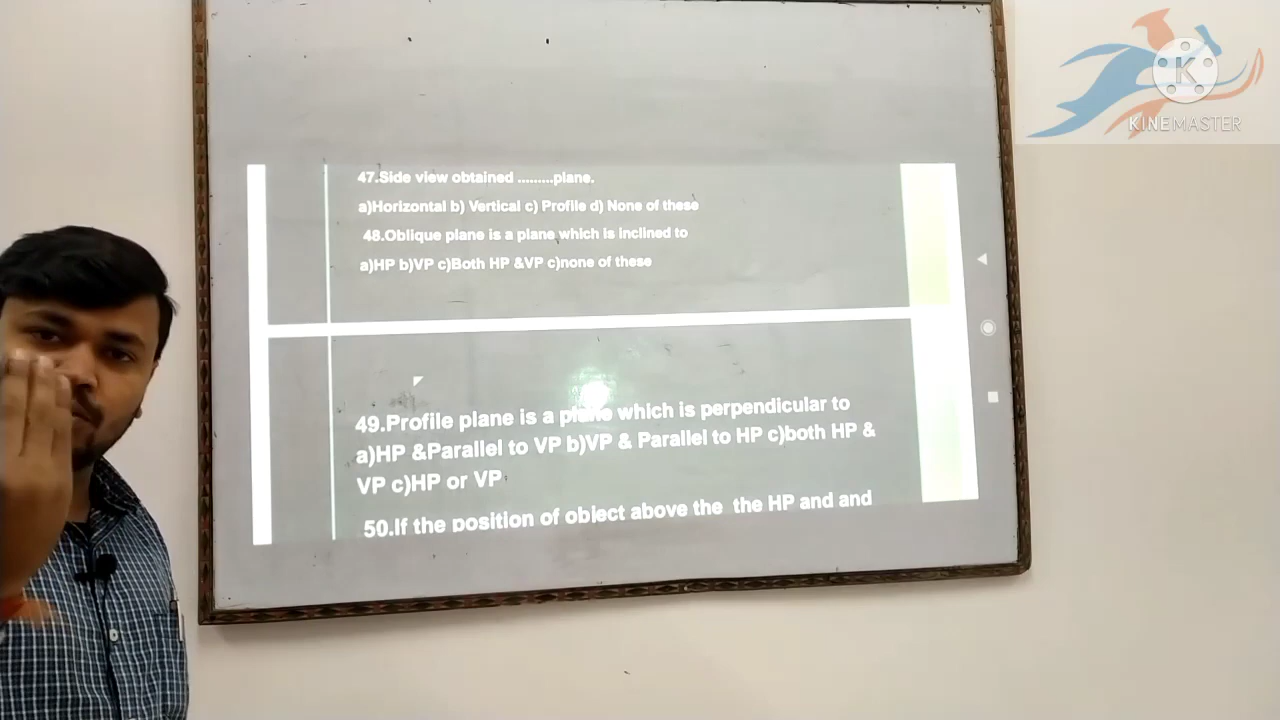 KINEMASTER
47.Side view obtained .........plane.
a)Horizontal b) Vertical c) Profile d) None of these
48.Oblique plane is a plane which is inclined to
a)HP b)VP c)Both HP &VP c)none of these
49.Profile plane is a plane which is perpendicular to
a)HP &Parallel to VP b)VP & Parallel to HP c)both HP &
VP c)HP or VP
50.If the position of object above the the HP and and